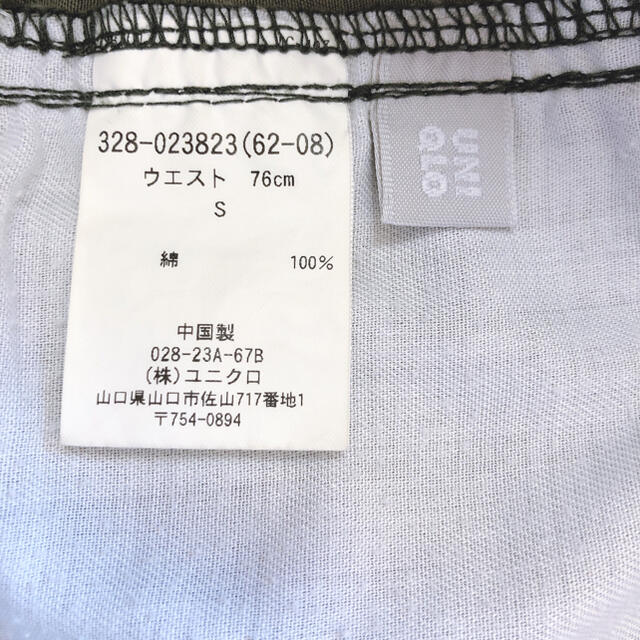 328-023823(62-08)
ウエスト 76cm
S
綿 100%
中国製
028-23A-67B
(株)ユニクロ
山口県山口市佐山717番地1
〒754-0894
UNI
QLO